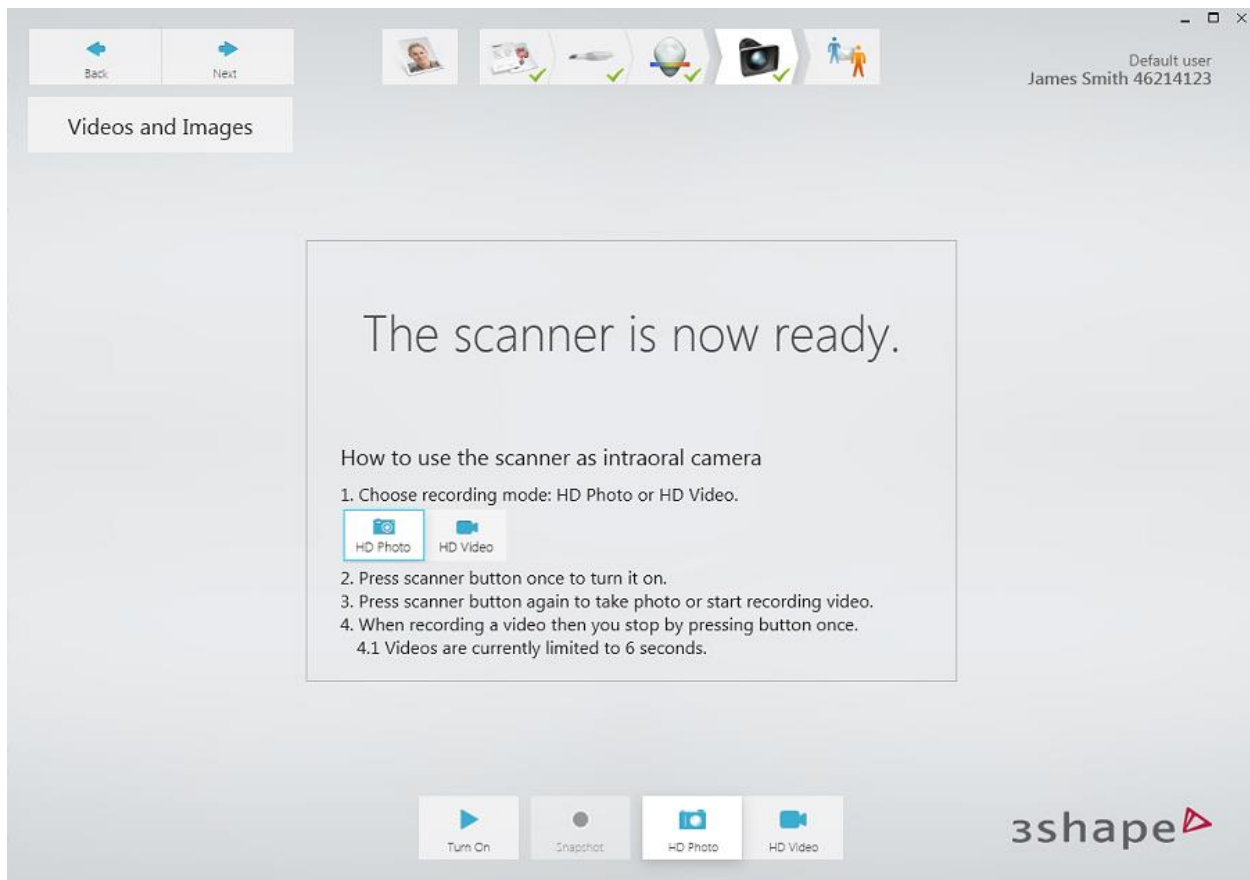 Back
Next
Default user
James Smith 46214123
Videos and Images
The scanner is now ready.
How to use the scanner as intraoral camera
1. Choose recording mode: HD Photo or HD Video.
HD Photo
HD Video
2. Press scanner button once to turn it on.
3. Press scanner button again to take photo or start recording video.
4. When recording a video then you stop by pressing button once.
4.1 Videos are currently limited to 6 seconds.
Turn On
Snapshot
HD Photo
HD Video
3shape